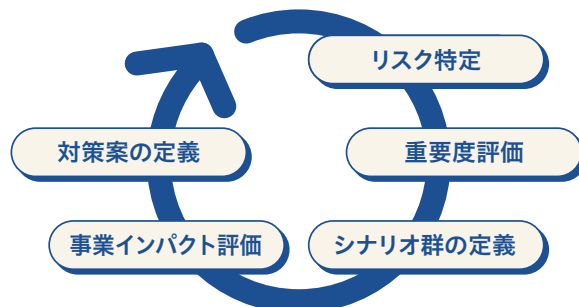 リスク特定
重要度評価
シナリオ群の定義
事業インパクト評価
対策案の定義